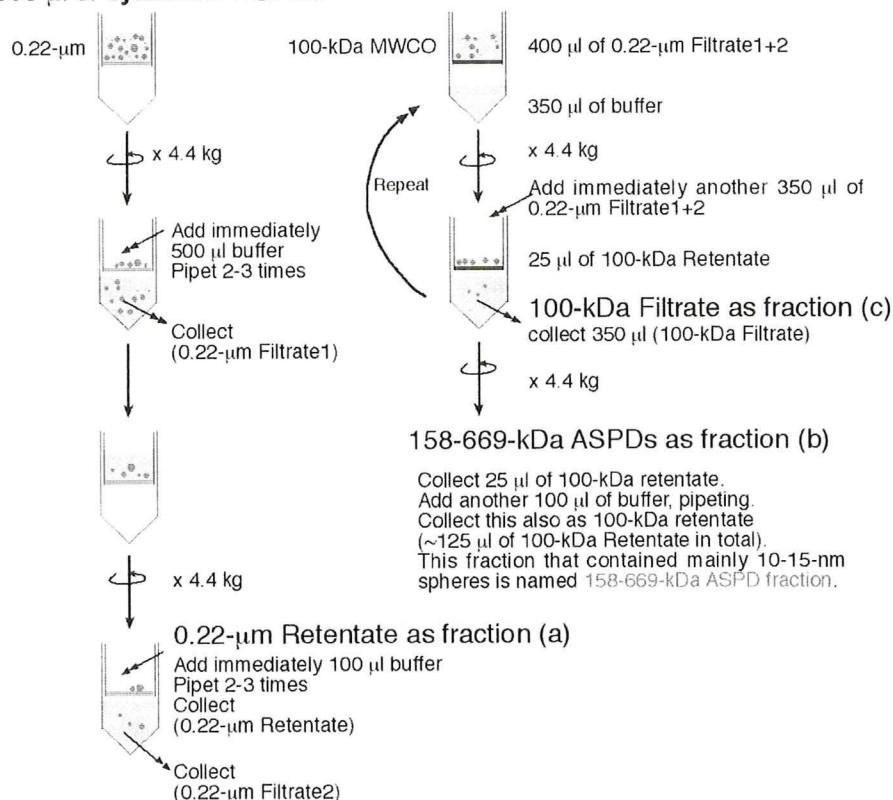 0.22-μm
x 4.4 kg
Add immediately
500 μl buffer
Pipet 2-3 times
Collect
(0.22-μm Filtrate1)
x 4.4 kg
0.22-μm Retentate as fraction (a)
Add immediately 100 μl buffer
Pipet 2-3 times
Collect
(0.22-μm Retentate)
Collect
(0.22-μm Filtrate2)
100-kDa MWCO
400 μl of 0.22-μm Filtrate1+2
350 μl of buffer
x 4.4 kg
Repeat
Add immediately another 350 μl of
0.22-μm Filtrate1+2
25 μl of 100-kDa Retentate
100-kDa Filtrate as fraction (c)
collect 350 μl (100-kDa Filtrate)
x 4.4 kg
158-669-kDa ASPDs as fraction (b)
Collect 25 μl of 100-kDa retentate.
Add another 100 μl of buffer, pipeting.
Collect this also as 100-kDa retentate
(~125 μl of 100-kDa Retentate in total).
This fraction that contained mainly 10-15-nm
spheres is named 158-669-kDa ASPD fraction.